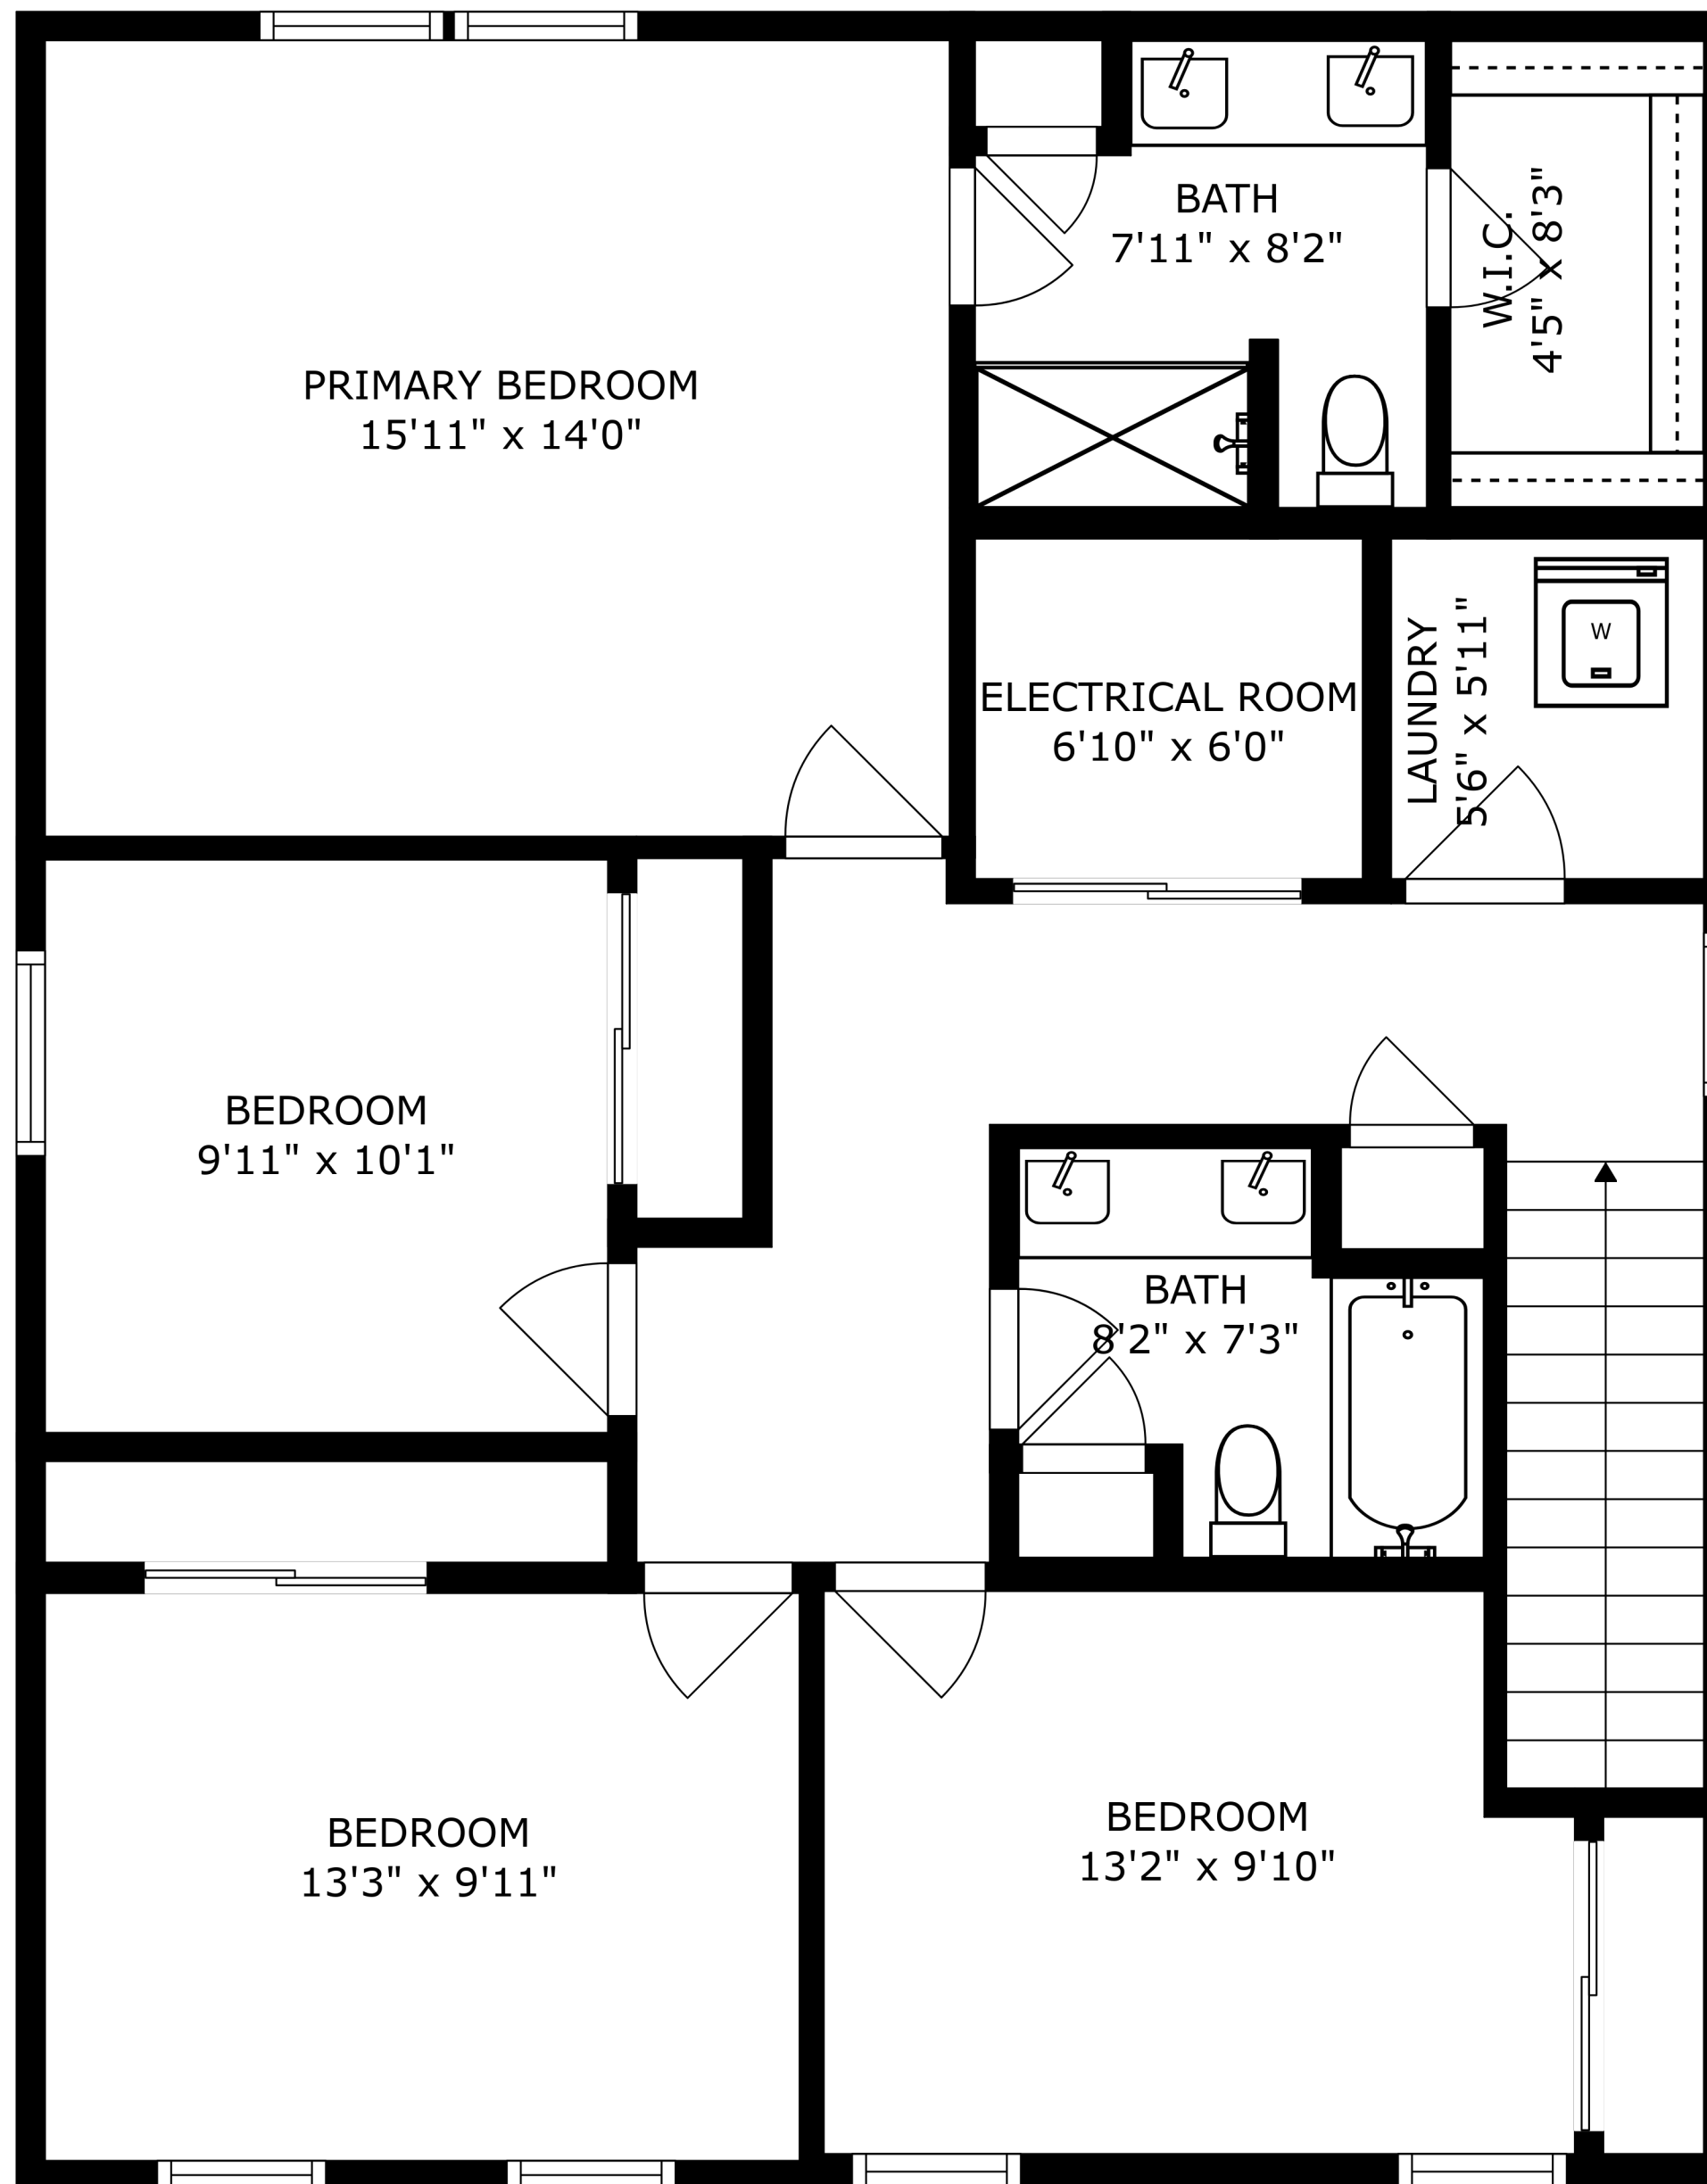 BATH
7'11" x 8'2"
W.I.C.
4'5" x 8'3"
PRIMARY BEDROOM
15'11" x 14'0"
ELECTRICAL ROOM
6'10" x 6'0"
LAUNDRY
5'6" x 5'11"
W
BEDROOM
9'11" x 10'1"
BATH
8'2" x 7'3"
BEDROOM
13'3" x 9'11"
BEDROOM
13'2" x 9'10"